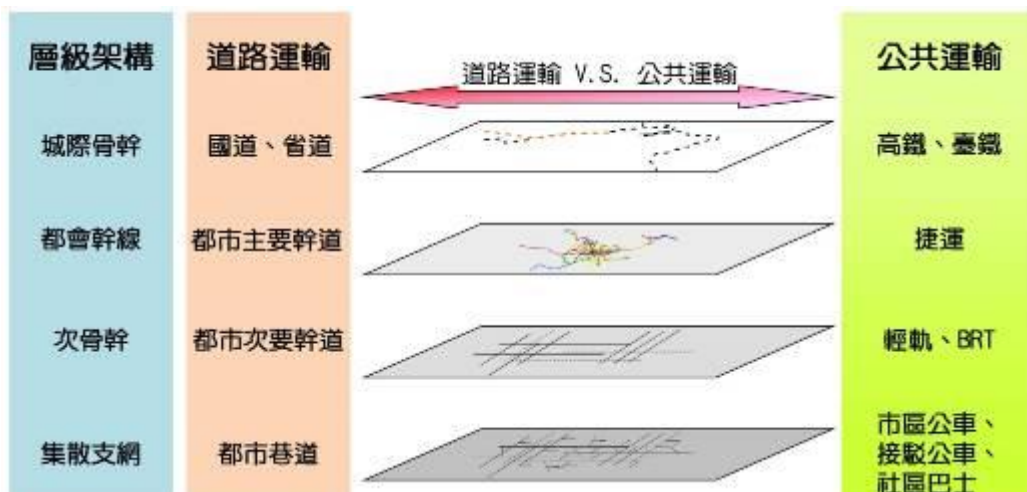 層級架構
道路運輸
道路運輸 V.S. 公共運輸
公共運輸
城際骨幹
國道、省道
高鐵、臺鐵
都會幹線
都市主要幹道
捷運
次骨幹
都市次要幹道
輕軌、BRT
集散支網
都市巷道
市區公車、
接駁公車、
社區巴士